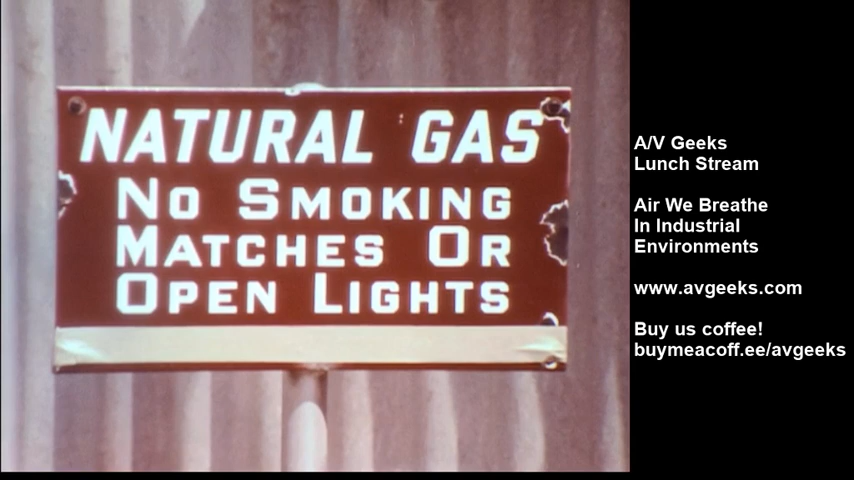 NATURAL GAS
NO SMOKING
MATCHES OR
OPEN LIGHTS
A/V Geeks
Lunch Stream
Air We Breathe
In Industrial
Environments
www.avgeeks.com
Buy us coffee!
buymeacoff.ee/avgeeks